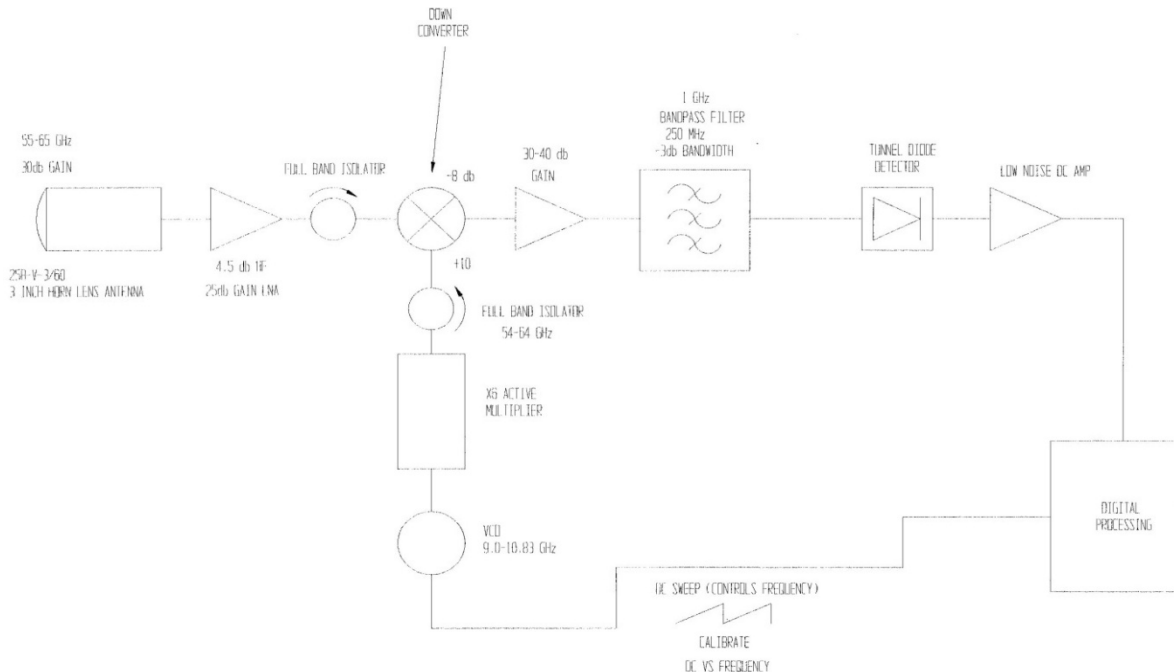 DOWN
CONVERTER
55-65 GHz
30db GAIN
25R-V-3/60
3 INCH HORN LENS ANTENNA
4.5 db NF
25db GAIN LNA
FULL BAND ISOLATOR
-8 db
+10
30-40 db
GAIN
1 GHz
BANDPASS FILTER
250 MHz
-3db BANDWIDTH
TUNNEL DIODE
DETECTOR
LOW NOISE DC AMP
FULL BAND ISOLATOR
54-64 GHz
X6 ACTIVE
MULTIPLIER
VCO
9.0-10.83 GHz
DIGITAL
PROCESSING
DC SWEEP (CONTROLS FREQUENCY)
CALIBRATE
DC VS FREQUENCY